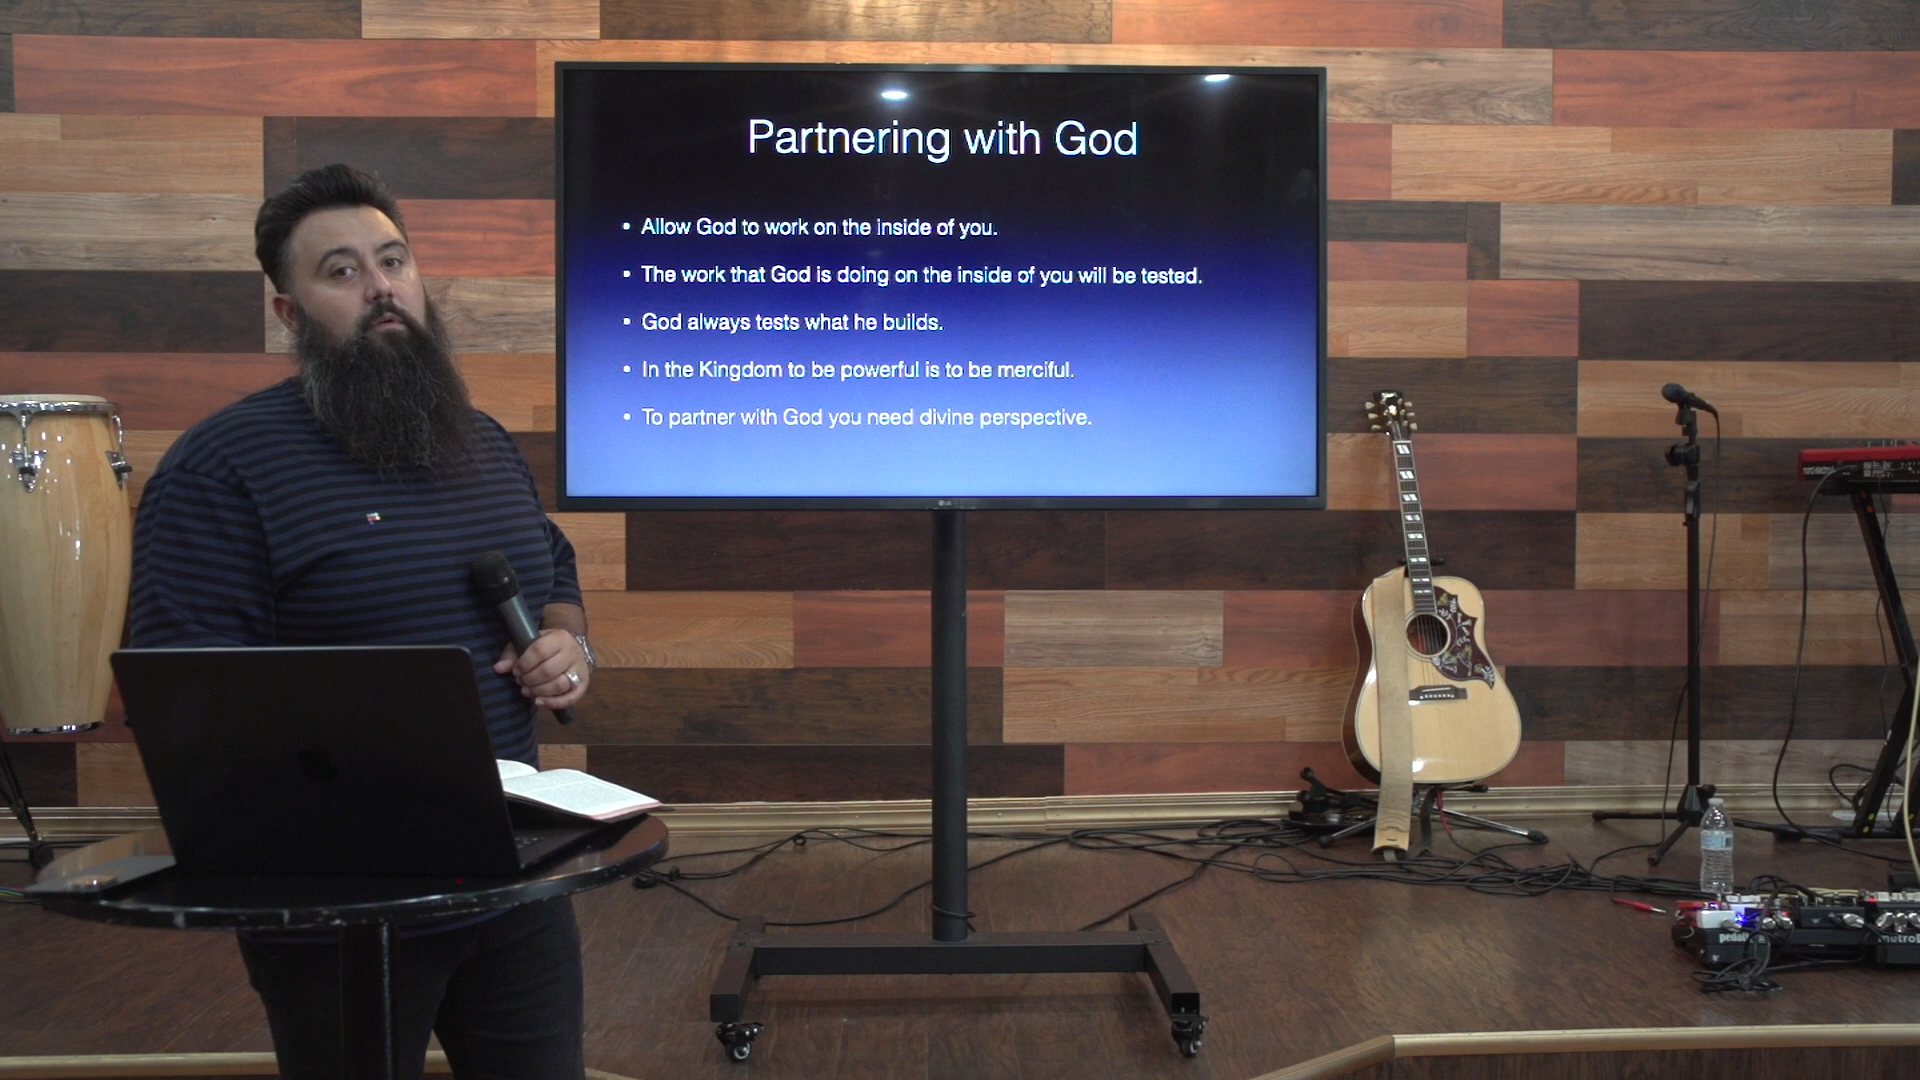 Partnering with God
• Allow God to work on the inside of you.
• The work that God is doing on the inside of you will be tested.
• God always tests what he builds.
• In the Kingdom to be powerful is to be merciful.
• To partner with God you need divine perspective.
LG